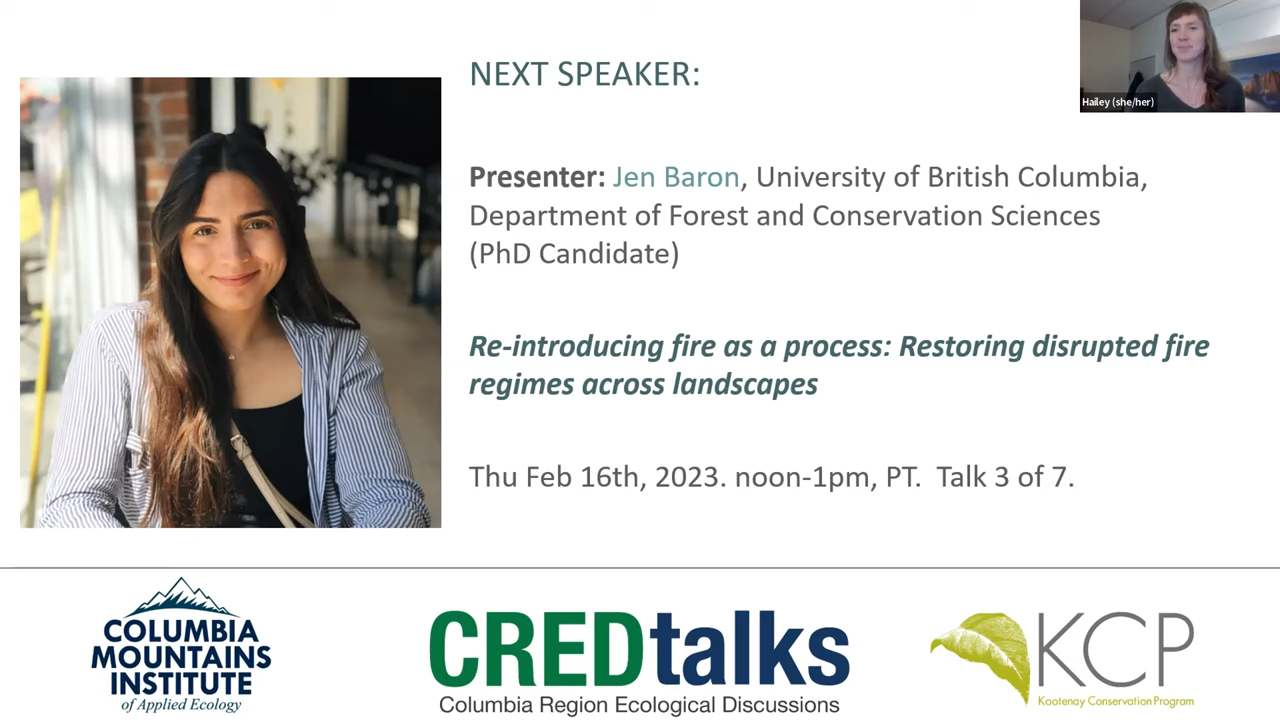 NEXT SPEAKER:
Hailey (she/her)
Presenter: Jen Baron, University of British Columbia,
Department of Forest and Conservation Sciences
(PhD Candidate)
Re-introducing fire as a process: Restoring disrupted fire
regimes across landscapes
Thu Feb 16th, 2023. noon-1pm, PT.  Talk 3 of 7.
COLUMBIA
MOUNTAINS
INSTITUTE
of Applied Ecology
CREDtalks
Columbia Region Ecological Discussions
KCP
Kootenay Conservation Program